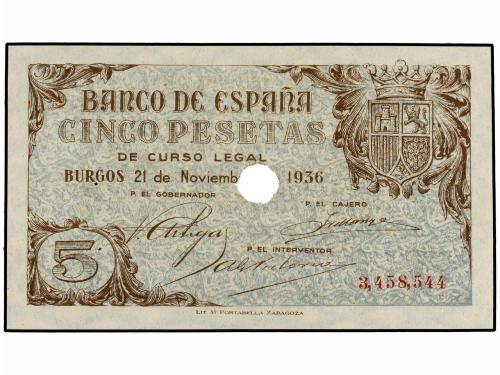 BANCO DE ESPAÑA
CINCO PESETAS
DE CURSO LEGAL
BURGOS 21 de Noviemb 1936
P. EL GOBERNADOR
P. EL CAJERO
P. EL INTERVENTOR
5
3,458,544
LIT. M. PORTABELLA ZARAGOZA